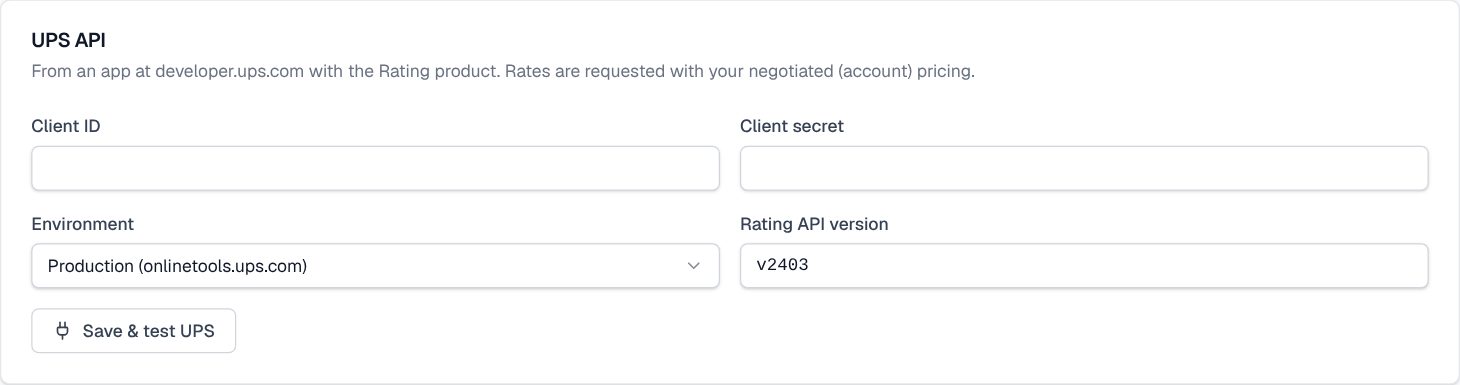 UPS API
From an app at developer.ups.com with the Rating product. Rates are requested with your negotiated (account) pricing.
Client ID
Client secret
Environment
Rating API version
Production (onlinetools.ups.com)
v2403
Save & test UPS